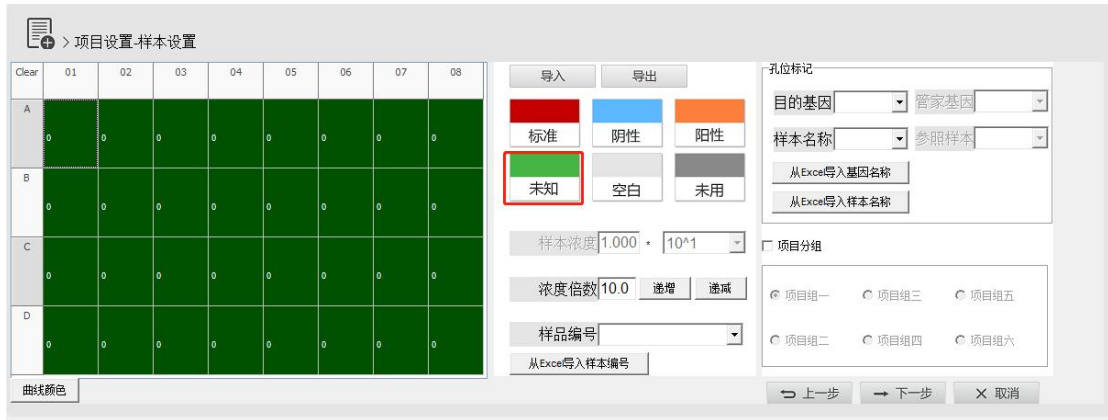 > 项目设置-样本设置
Clear 01 02 03 04 05 06 07 08
A
0 0 0 0 0 0 0 0
B
0 0 0 0 0 0 0 0
C
0 0 0 0 0 0 0 0
D
0 0 0 0 0 0 0 0
曲线颜色
导入 导出
标准 阴性 阳性
未知 空白 未用
样本浓度 1.000 * 10^1
浓度倍数 10.0 递增 递减
样品编号
从Excel导入样本编号
孔位标记
目的基因 管家基因
样本名称 参照样本
从Excel导入基因名称
从Excel导入样本名称
项目分组
项目组一 项目组三 项目组五
项目组二 项目组四 项目组六
上一步 下一步 取消